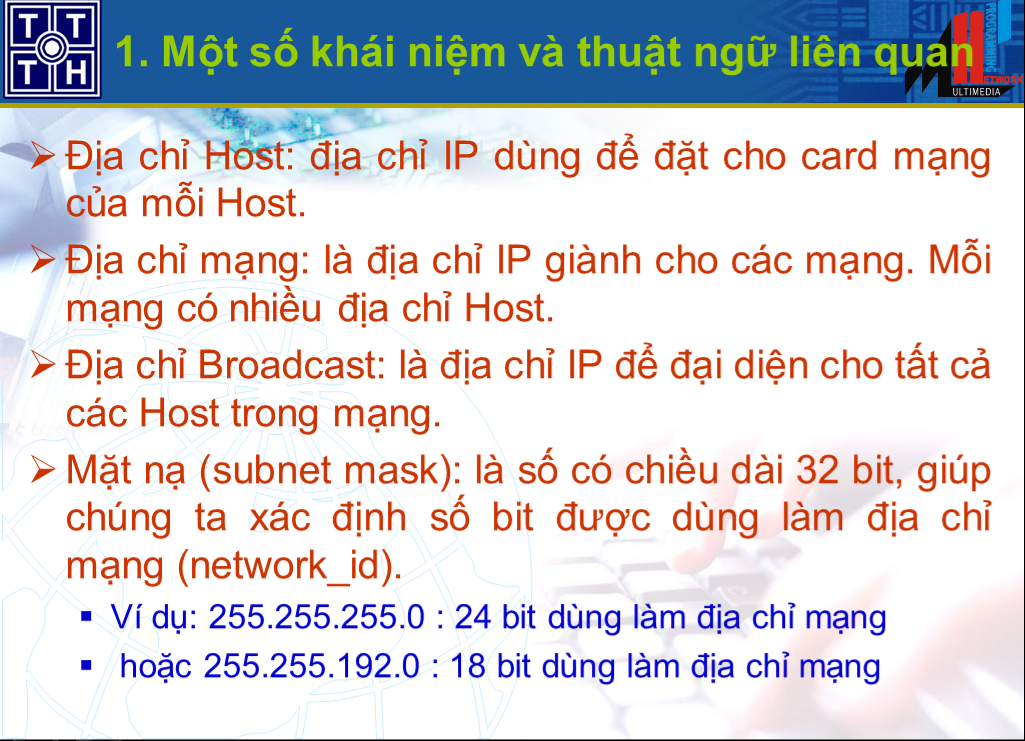 T T
T H
1. Một số khái niệm và thuật ngữ liên quan
PROGRAMMING
NETWORK
ULTIMEDIA
➢ Địa chỉ Host: địa chỉ IP dùng để đặt cho card mạng
của mỗi Host.
➢ Địa chỉ mạng: là địa chỉ IP giành cho các mạng. Mỗi
mạng có nhiều địa chỉ Host.
➢ Địa chỉ Broadcast: là địa chỉ IP để đại diện cho tất cả
các Host trong mạng.
➢ Mặt nạ (subnet mask): là số có chiều dài 32 bit, giúp
chúng ta xác định số bit được dùng làm địa chỉ
mạng (network_id).
▪ Ví dụ: 255.255.255.0 : 24 bit dùng làm địa chỉ mạng
▪ hoặc 255.255.192.0 : 18 bit dùng làm địa chỉ mạng